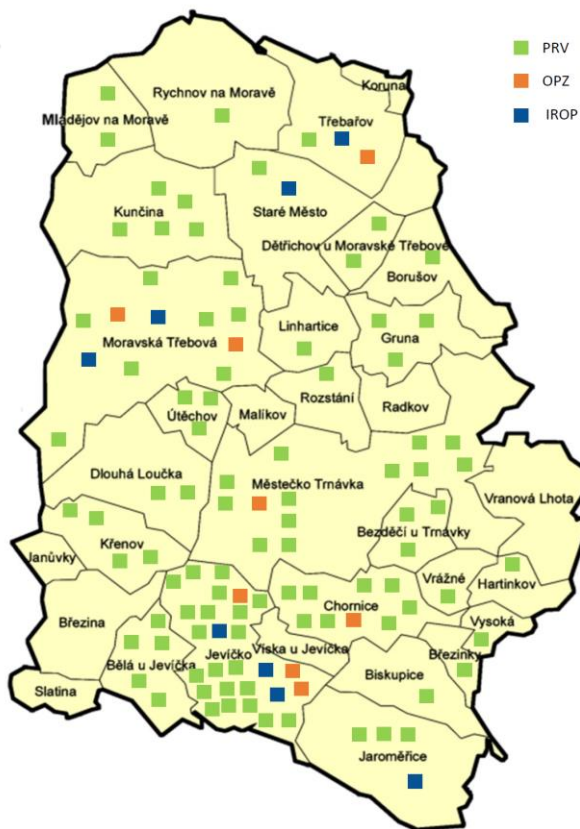 PRV
OPZ
IROP
Koruna
Rychnov na Moravě
Mladějov na Moravě
Třebařov
Kunčina
Staré Město
Dětřichov u Moravské Třebové
Borušov
Linhartice
Gruna
Moravská Třebová
Rozstání
Radkov
Útěchov
Malíkov
Dlouhá Loučka
Městečko Trnávka
Vranová Lhota
Bezděčí u Trnávky
Křenov
Janůvky
Vrážné
Hartinkov
Březina
Chornice
Vysoká
Jevíčko
Víska u Jevíčka
Březinky
Bělá u Jevíčka
Biskupice
Slatina
Jaroměřice